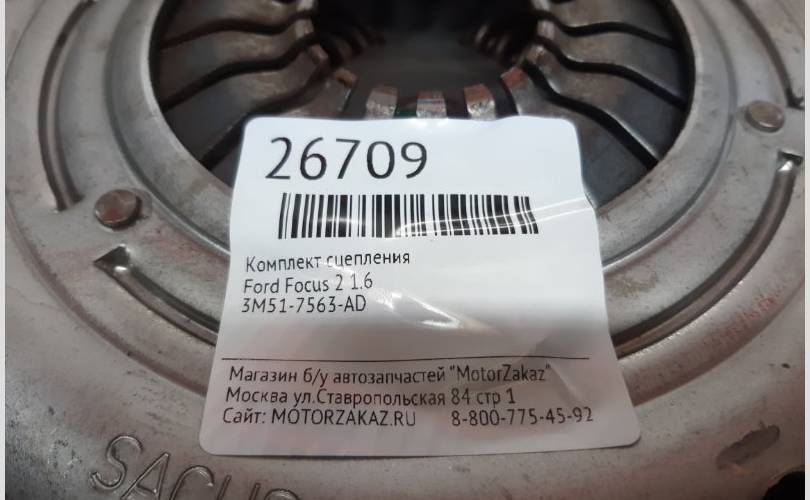 26709
Комплект сцепления
Ford Focus 2 1.6
3M51-7563-AD
Магазин б/у автозапчастей "MotorZakaz"
Москва ул.Ставропольская 84 стр 1
Сайт: MOTORZAKAZ.RU 8-800-775-45-92